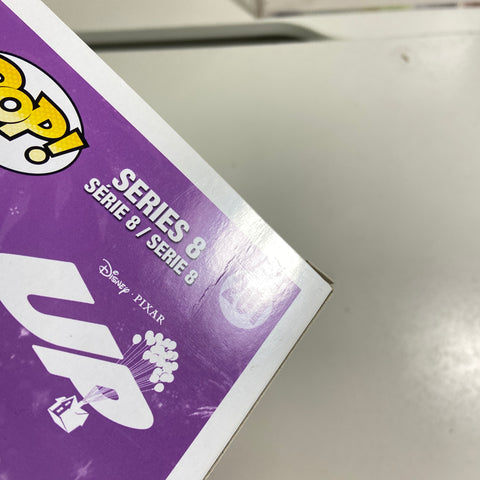 POP!
SERIES 8
SÉRIE 8 / SERIE 8
Disney · PIXAR
UP